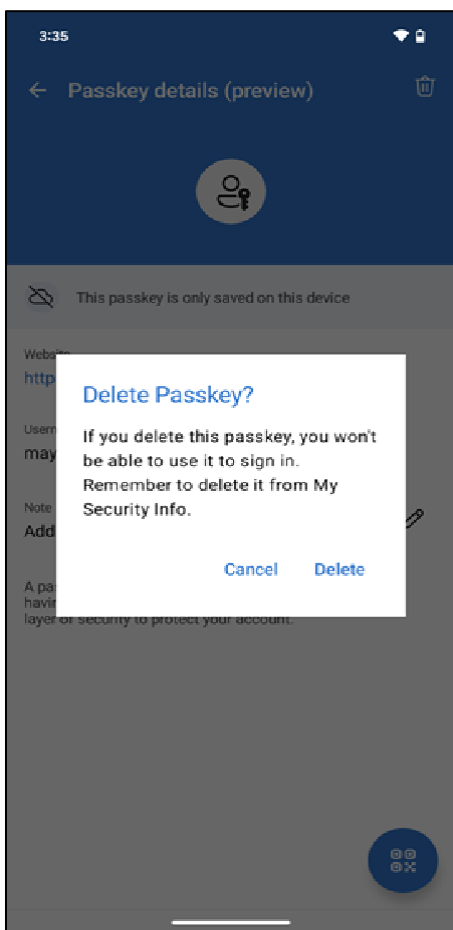 3:35
Passkey details (preview)
This passkey is only saved on this device
Website
http
Delete Passkey?
If you delete this passkey, you won't
be able to use it to sign in.
Remember to delete it from My
Security Info.
Cancel
Delete
Usern
may
Note
Add
A pas
havin
layer of security to protect your account.